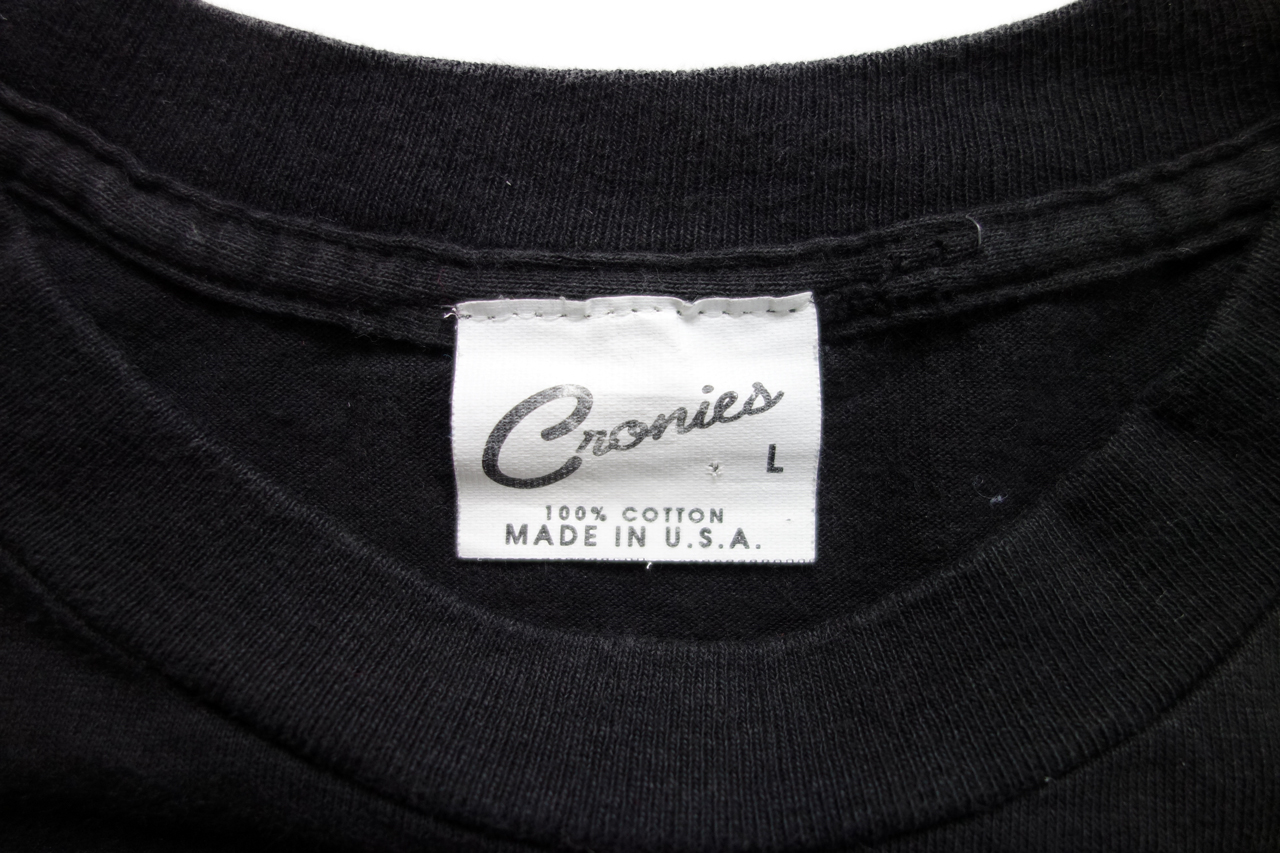 Cronies
L
100% COTTON
MADE IN U.S.A.